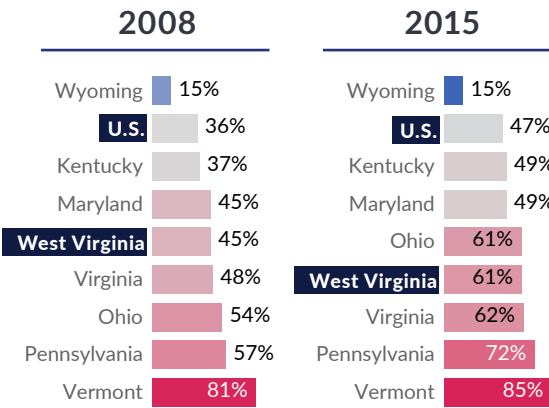 2008
Wyoming 15%
U.S. 36%
Kentucky 37%
Maryland 45%
West Virginia 45%
Virginia 48%
Ohio 54%
Pennsylvania 57%
Vermont 81%
2015
Wyoming 15%
U.S. 47%
Kentucky 49%
Maryland 49%
Ohio 61%
West Virginia 61%
Virginia 62%
Pennsylvania 72%
Vermont 85%